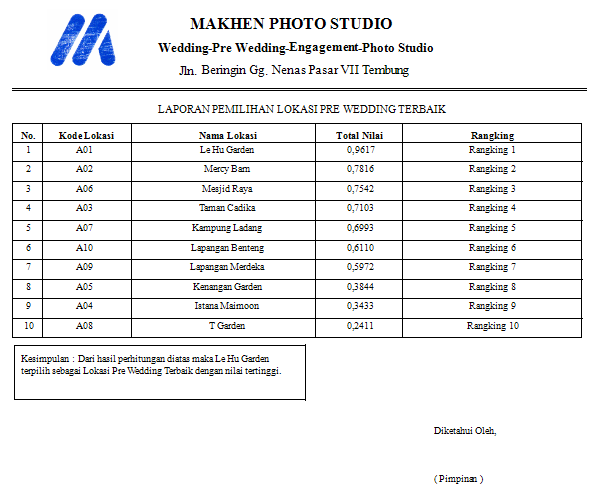 MAKHEN PHOTO STUDIO
Wedding-Pre Wedding-Engagement-Photo Studio
Jln. Beringin Gg. Nenas Pasar VII Tembung
LAPORAN PEMILIHAN LOKASI PRE WEDDING TERBAIK
No. Kode Lokasi Nama Lokasi Total Nilai Rangking
1 A01 Le Hu Garden 0,9617 Rangking 1
2 A02 Mercy Barn 0,7816 Rangking 2
3 A06 Mesjid Raya 0,7542 Rangking 3
4 A03 Taman Cadika 0,7103 Rangking 4
5 A07 Kampung Ladang 0,6993 Rangking 5
6 A10 Lapangan Benteng 0,6110 Rangking 6
7 A09 Lapangan Merdeka 0,5972 Rangking 7
8 A05 Kenangan Garden 0,3844 Rangking 8
9 A04 Istana Maimoon 0,3433 Rangking 9
10 A08 T Garden 0,2411 Rangking 10
Kesimpulan : Dari hasil perhitungan diatas maka Le Hu Garden
terpilih sebagai Lokasi Pre Wedding Terbaik dengan nilai tertinggi.
Diketahui Oleh,
( Pimpinan )